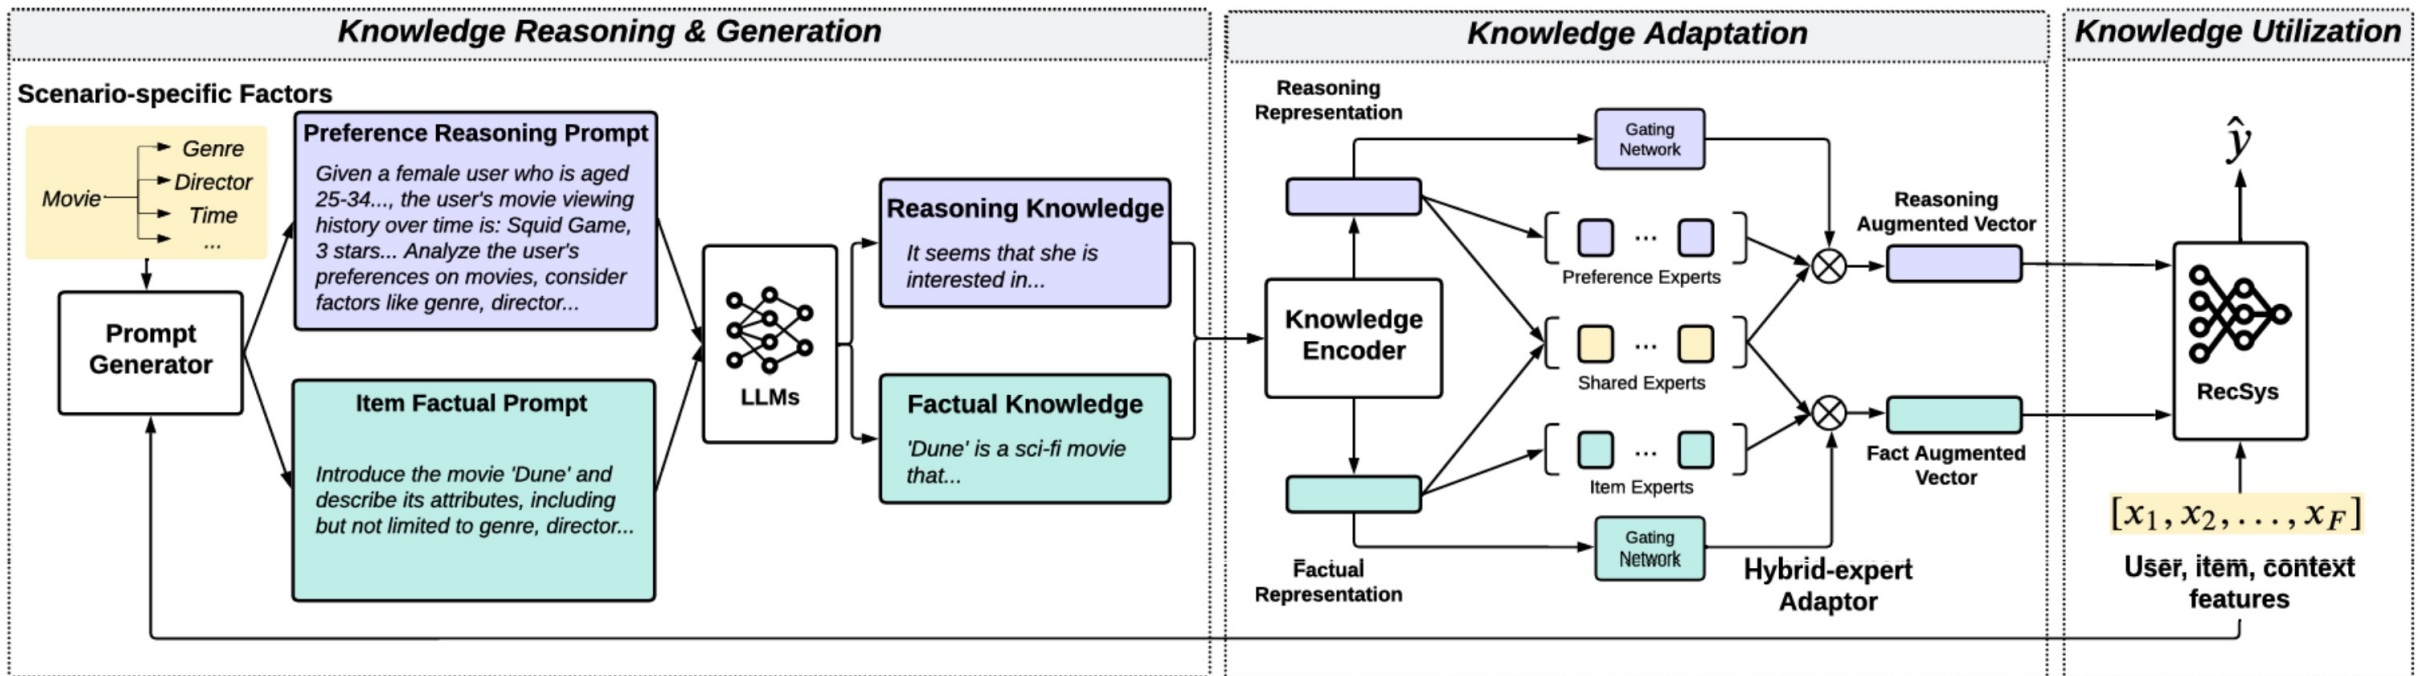 Knowledge Reasoning & Generation
Scenario-specific Factors
Movie
Genre
Director
Time
...
Prompt
Generator
Preference Reasoning Prompt
Given a female user who is aged
25-34..., the user's movie viewing
history over time is: Squid Game,
3 stars... Analyze the user's
preferences on movies, consider
factors like genre, director...
Item Factual Prompt
Introduce the movie 'Dune' and
describe its attributes, including
but not limited to genre, director...
LLMs
Reasoning Knowledge
It seems that she is
interested in...
Factual Knowledge
'Dune' is a sci-fi movie
that...
Knowledge Adaptation
Reasoning
Representation
Gating
Network
Knowledge
Encoder
...
Preference Experts
...
Shared Experts
...
Item Experts
Factual
Representation
Gating
Network
Hybrid-expert
Adaptor
Reasoning
Augmented Vector
Fact Augmented
Vector
Knowledge Utilization
ŷ
RecSys
[x₁, x₂, . . . , x_F]
User, item, context
features